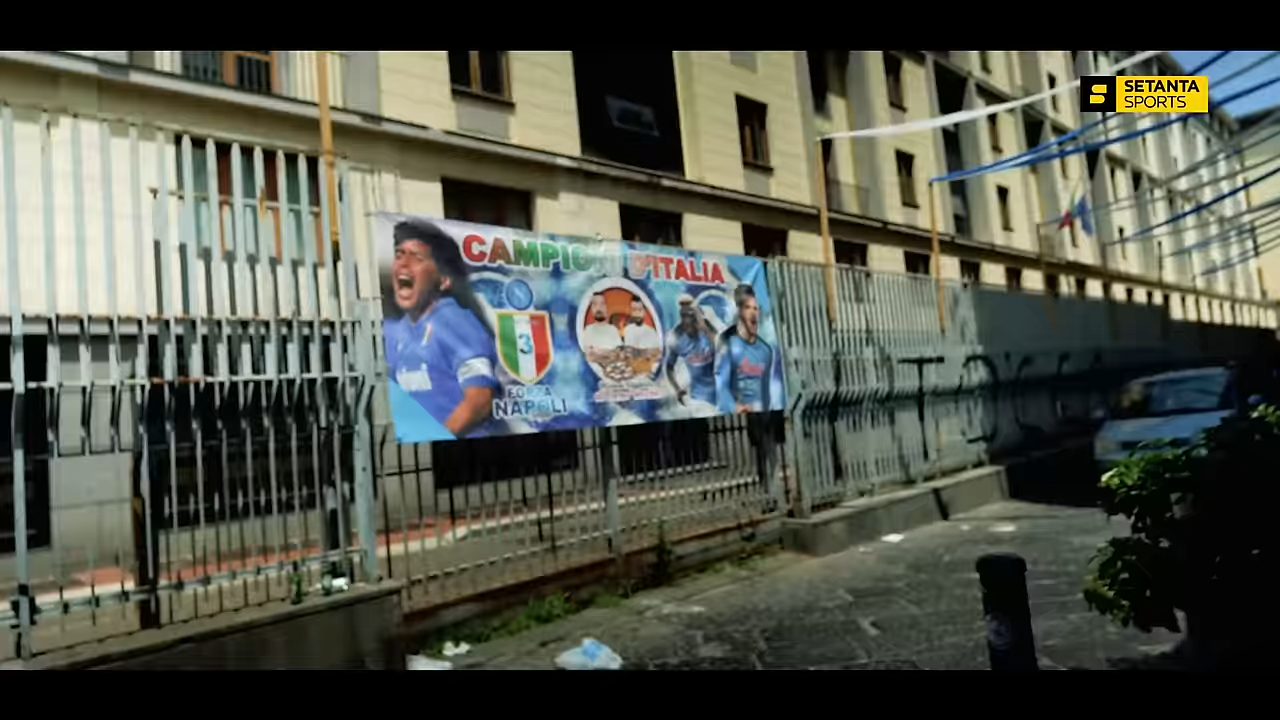 SETANTA
SPORTS
CAMPIONI D'ITALIA
3
FORZA
NAPOLI